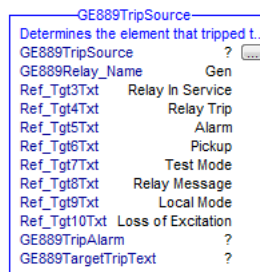 GE889TripSource
Determines the element that tripped t...
GE889TripSource ? ...
GE889Relay_Name Gen
Ref_Tgt3Txt Relay In Service
Ref_Tgt4Txt Relay Trip
Ref_Tgt5Txt Alarm
Ref_Tgt6Txt Pickup
Ref_Tgt7Txt Test Mode
Ref_Tgt8Txt Relay Message
Ref_Tgt9Txt Local Mode
Ref_Tgt10Txt Loss of Excitation
GE889TripAlarm ?
GE889TargetTripText ?